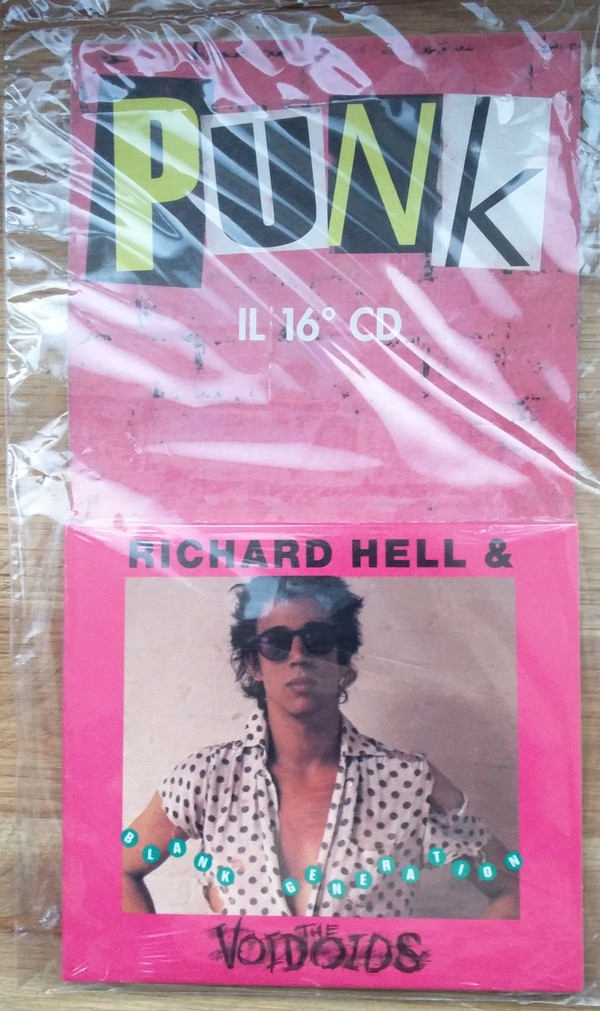 PUNk
IL 16° CD
RICHARD HELL &
BLANK GENERATION
THE
VOIDOIDS